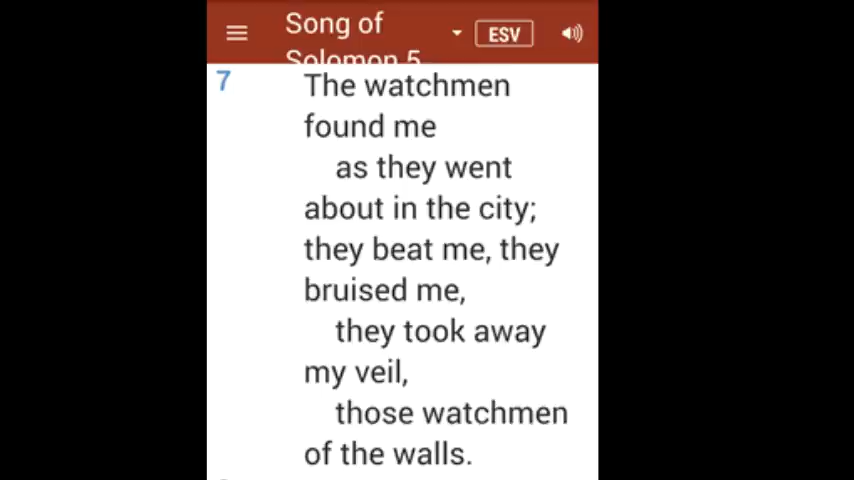 Song of
Solomon 5
ESV
7
The watchmen
found me
as they went
about in the city;
they beat me, they
bruised me,
they took away
my veil,
those watchmen
of the walls.